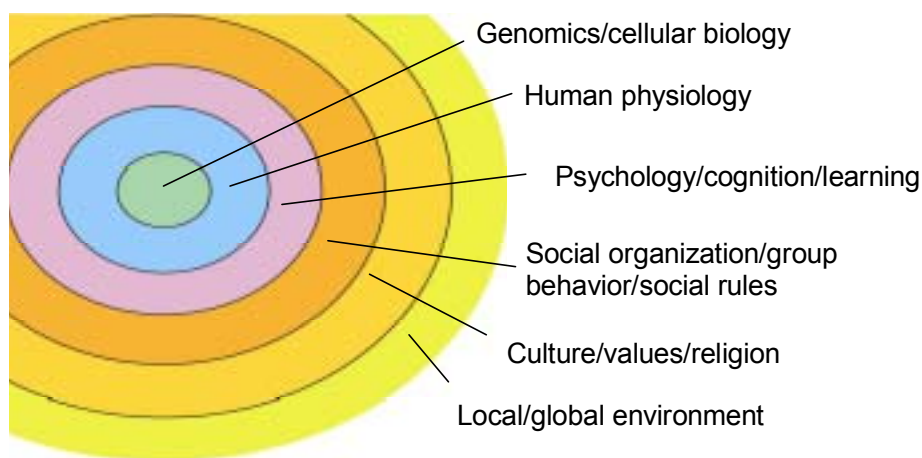 Genomics/cellular biology
Human physiology
Psychology/cognition/learning
Social organization/group
behavior/social rules
Culture/values/religion
Local/global environment